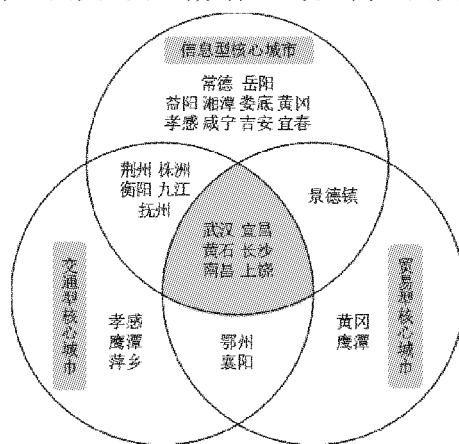 信息型核心城市
常德 岳阳
益阳 湘潭 娄底 黄冈
孝感 咸宁 吉安 宜春
荆州 株洲
衡阳 九江
抚州
景德镇
武汉 宜昌
黄石 长沙
南昌 上饶
交通型核心城市
孝感
鹰潭
萍乡
鄂州
襄阳
黄冈
鹰潭
贸易型核心城市